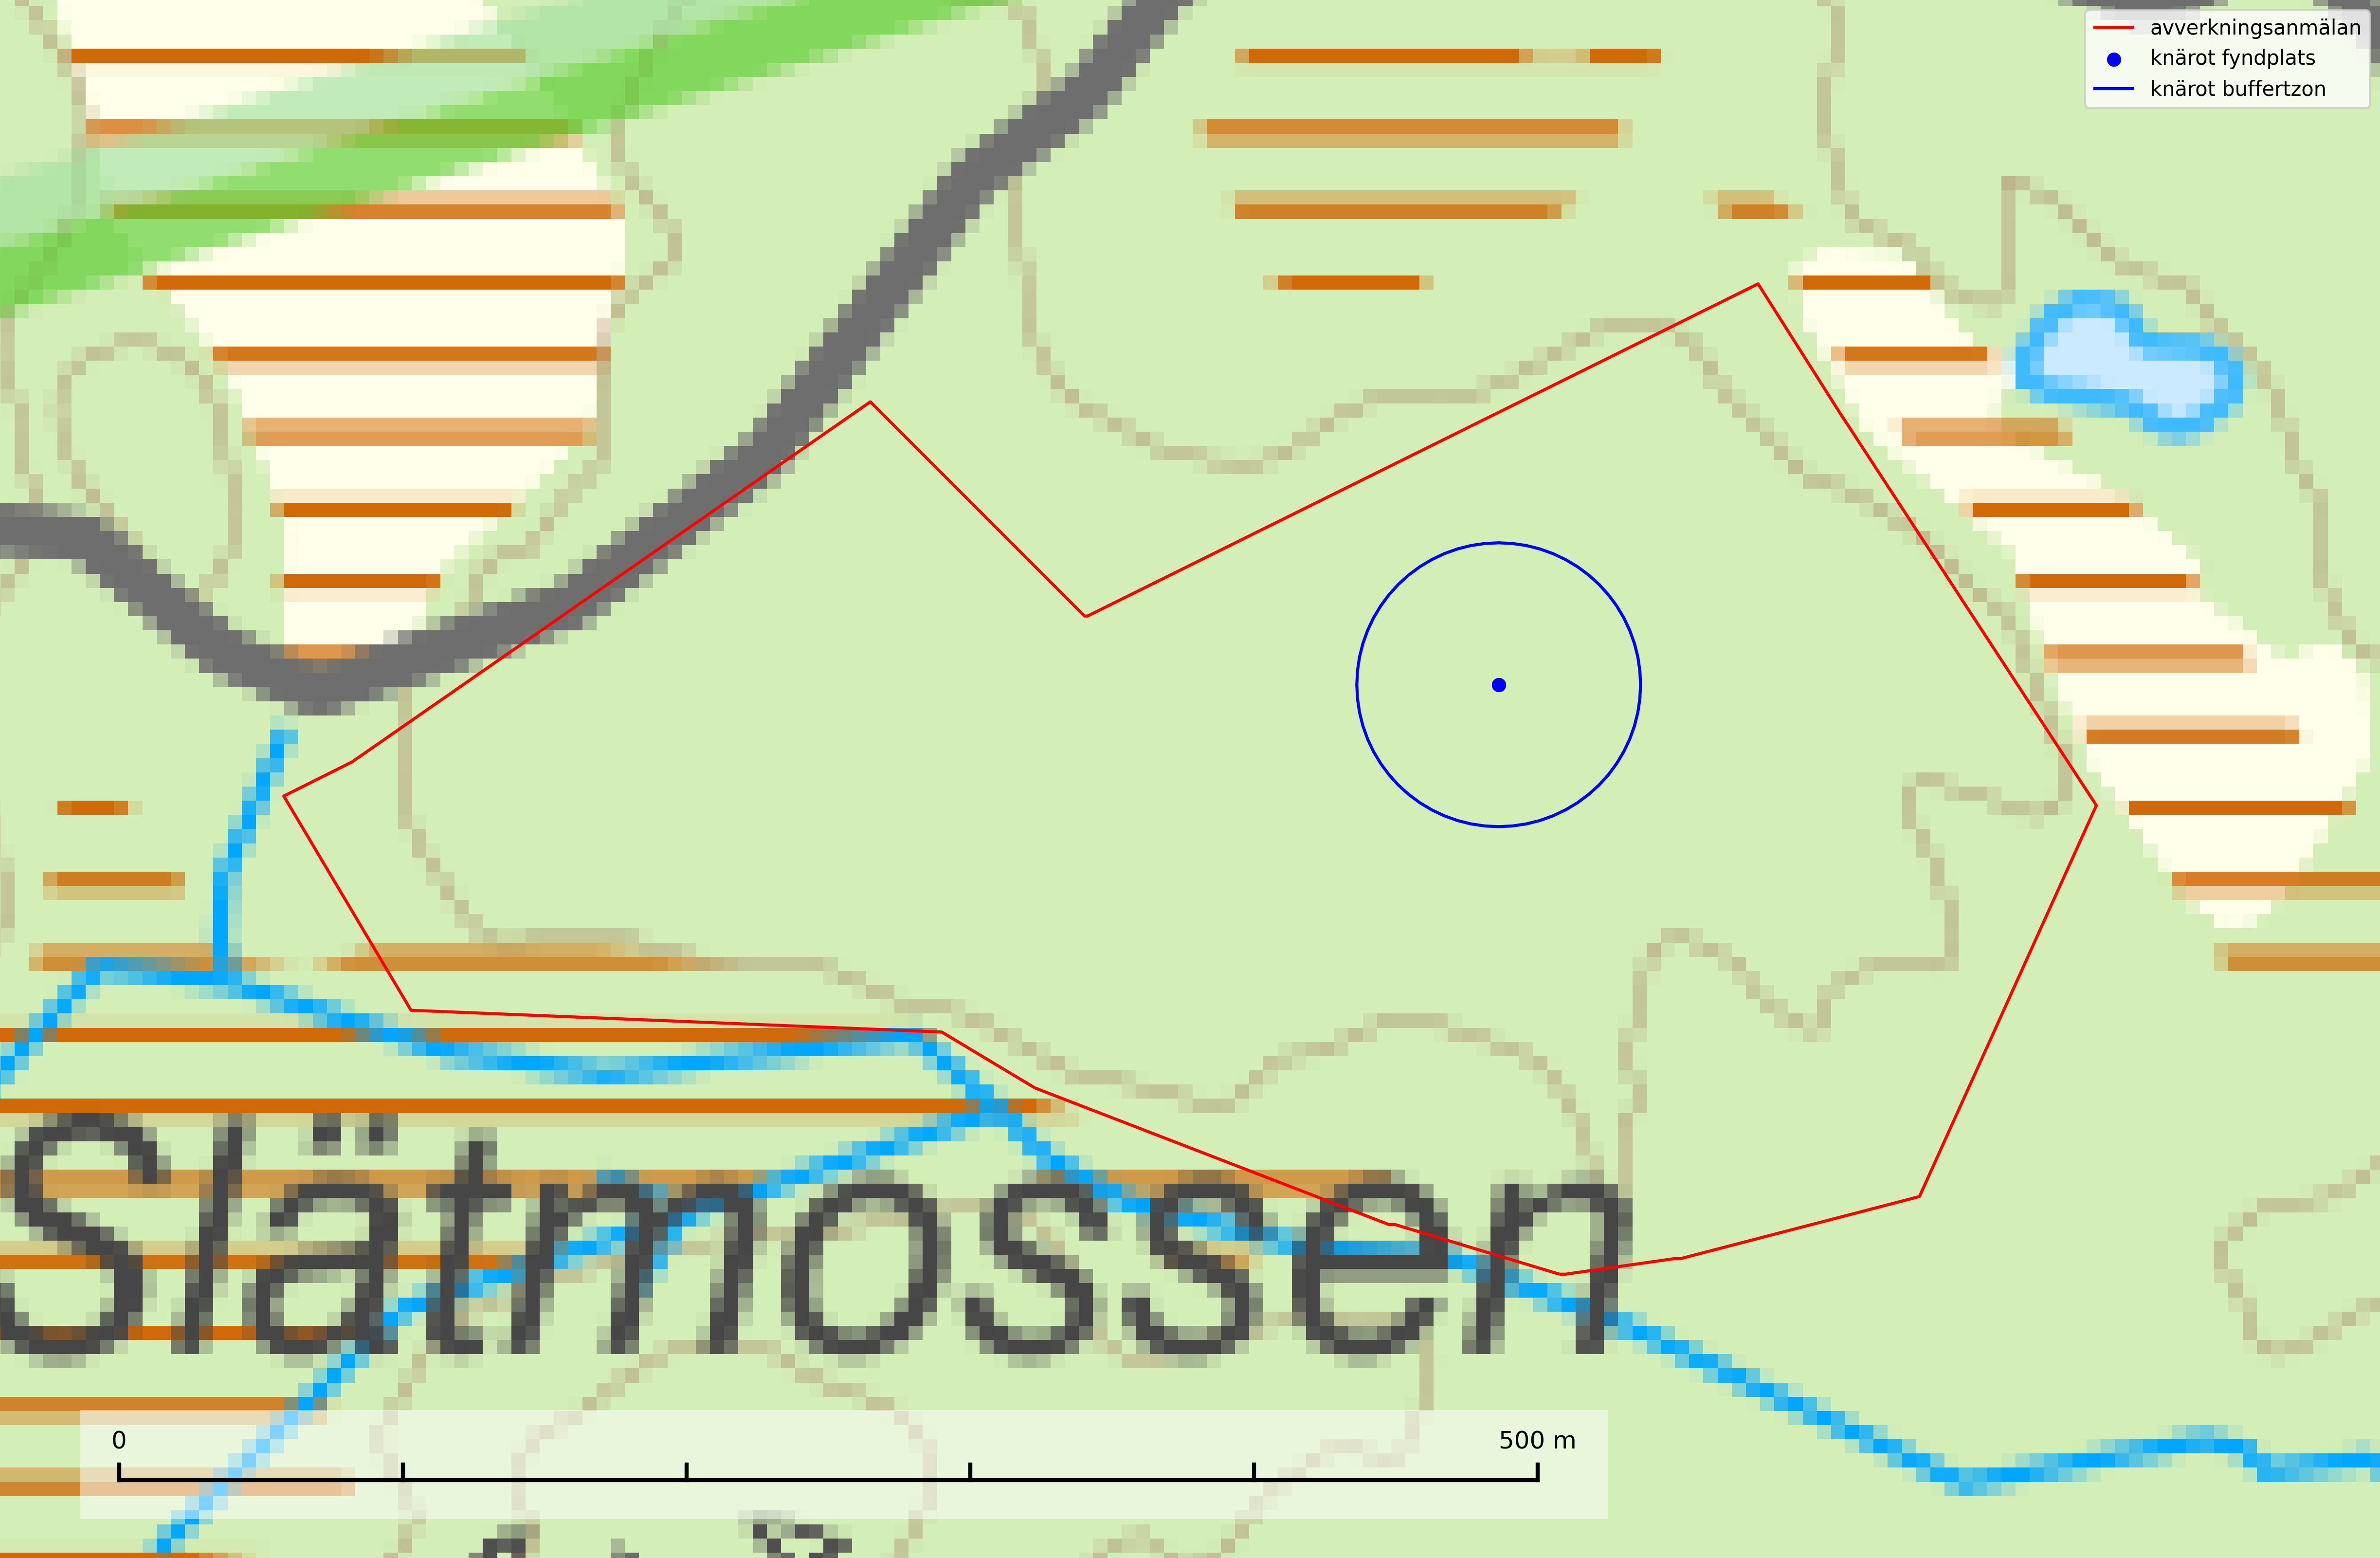 avverkningsanmälan
knärot fyndplats
knärot buffertzon
Slätmossen
0 500 m